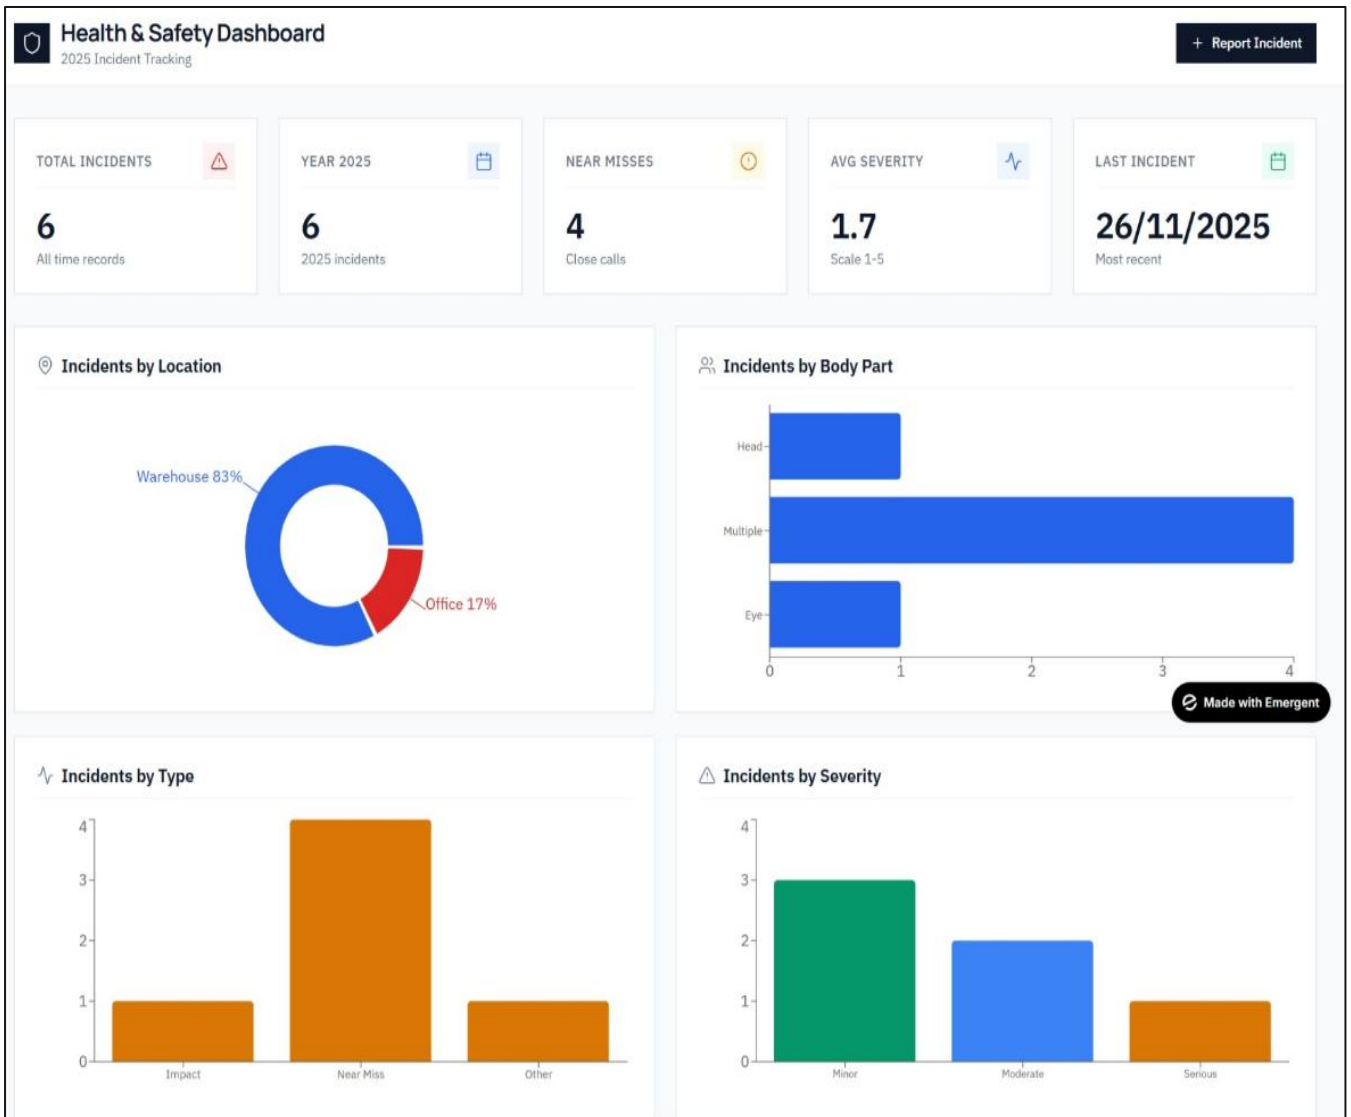 Health & Safety Dashboard
2025 Incident Tracking
+ Report Incident
TOTAL INCIDENTS
6
All time records
YEAR 2025
6
2025 incidents
NEAR MISSES
4
Close calls
AVG SEVERITY
1.7
Scale 1-5
LAST INCIDENT
26/11/2025
Most recent
Incidents by Location
Warehouse 83%
Office 17%
Incidents by Body Part
Head
Multiple
Eye
0 1 2 3 4
Made with Emergent
Incidents by Type
4
3
2
1
0
Impact Near Miss Other
Incidents by Severity
4
3
2
1
0
Minor Moderate Serious